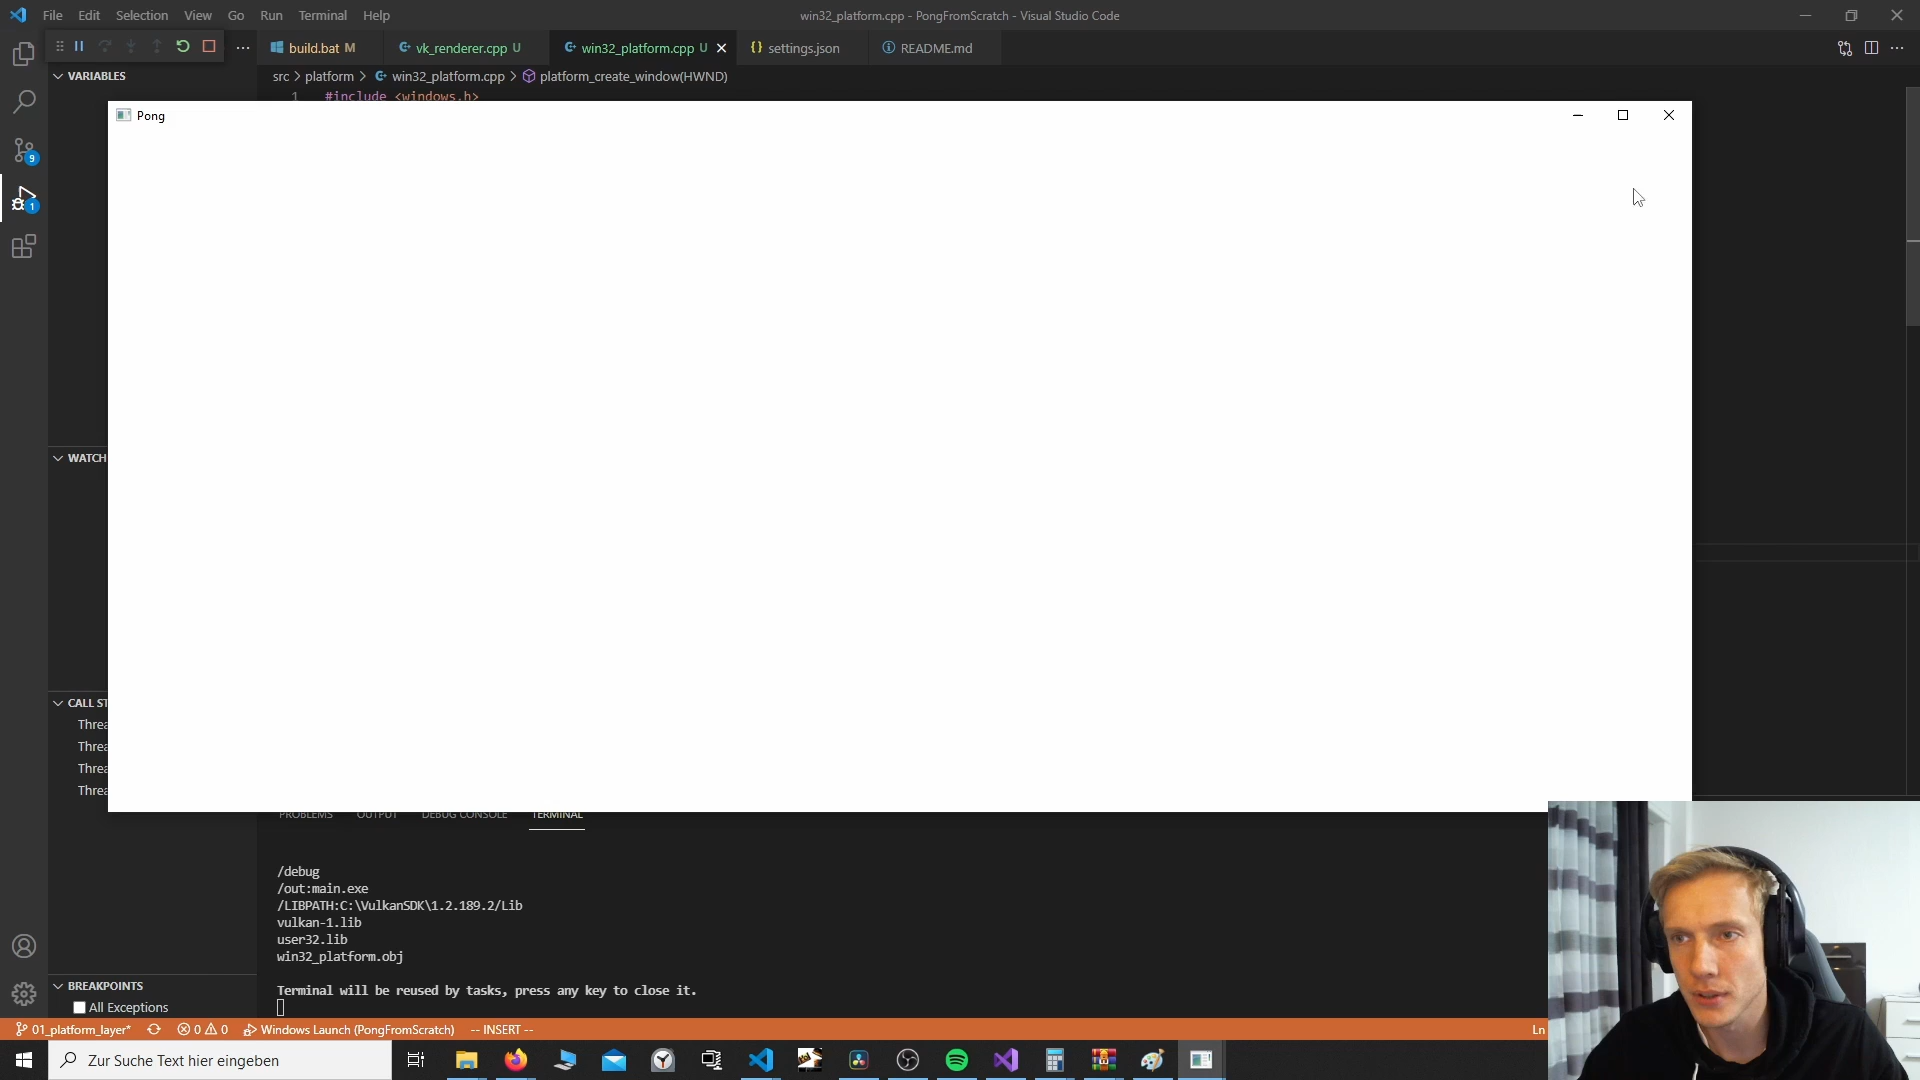 File Edit Selection View Go Run Terminal Help
win32_platform.cpp - PongFromScratch - Visual Studio Code
build.bat M
vk_renderer.cpp U
win32_platform.cpp U
settings.json
README.md
VARIABLES
src > platform > win32_platform.cpp > platform_create_window(HWND)
1 #include <windows.h>
Pong
9
1
WATCH
CALL ST
Threa
Threa
Threa
Threa
PROBLEMS OUTPUT DEBUG CONSOLE TERMINAL
/debug
/out:main.exe
/LIBPATH:C:\VulkanSDK\1.2.189.2/Lib
vulkan-1.lib
user32.lib
win32_platform.obj
Terminal will be reused by tasks, press any key to close it.
BREAKPOINTS
All Exceptions
01_platform_layer* 0 0 Windows Launch (PongFromScratch) -- INSERT -- Ln
Zur Suche Text hier eingeben